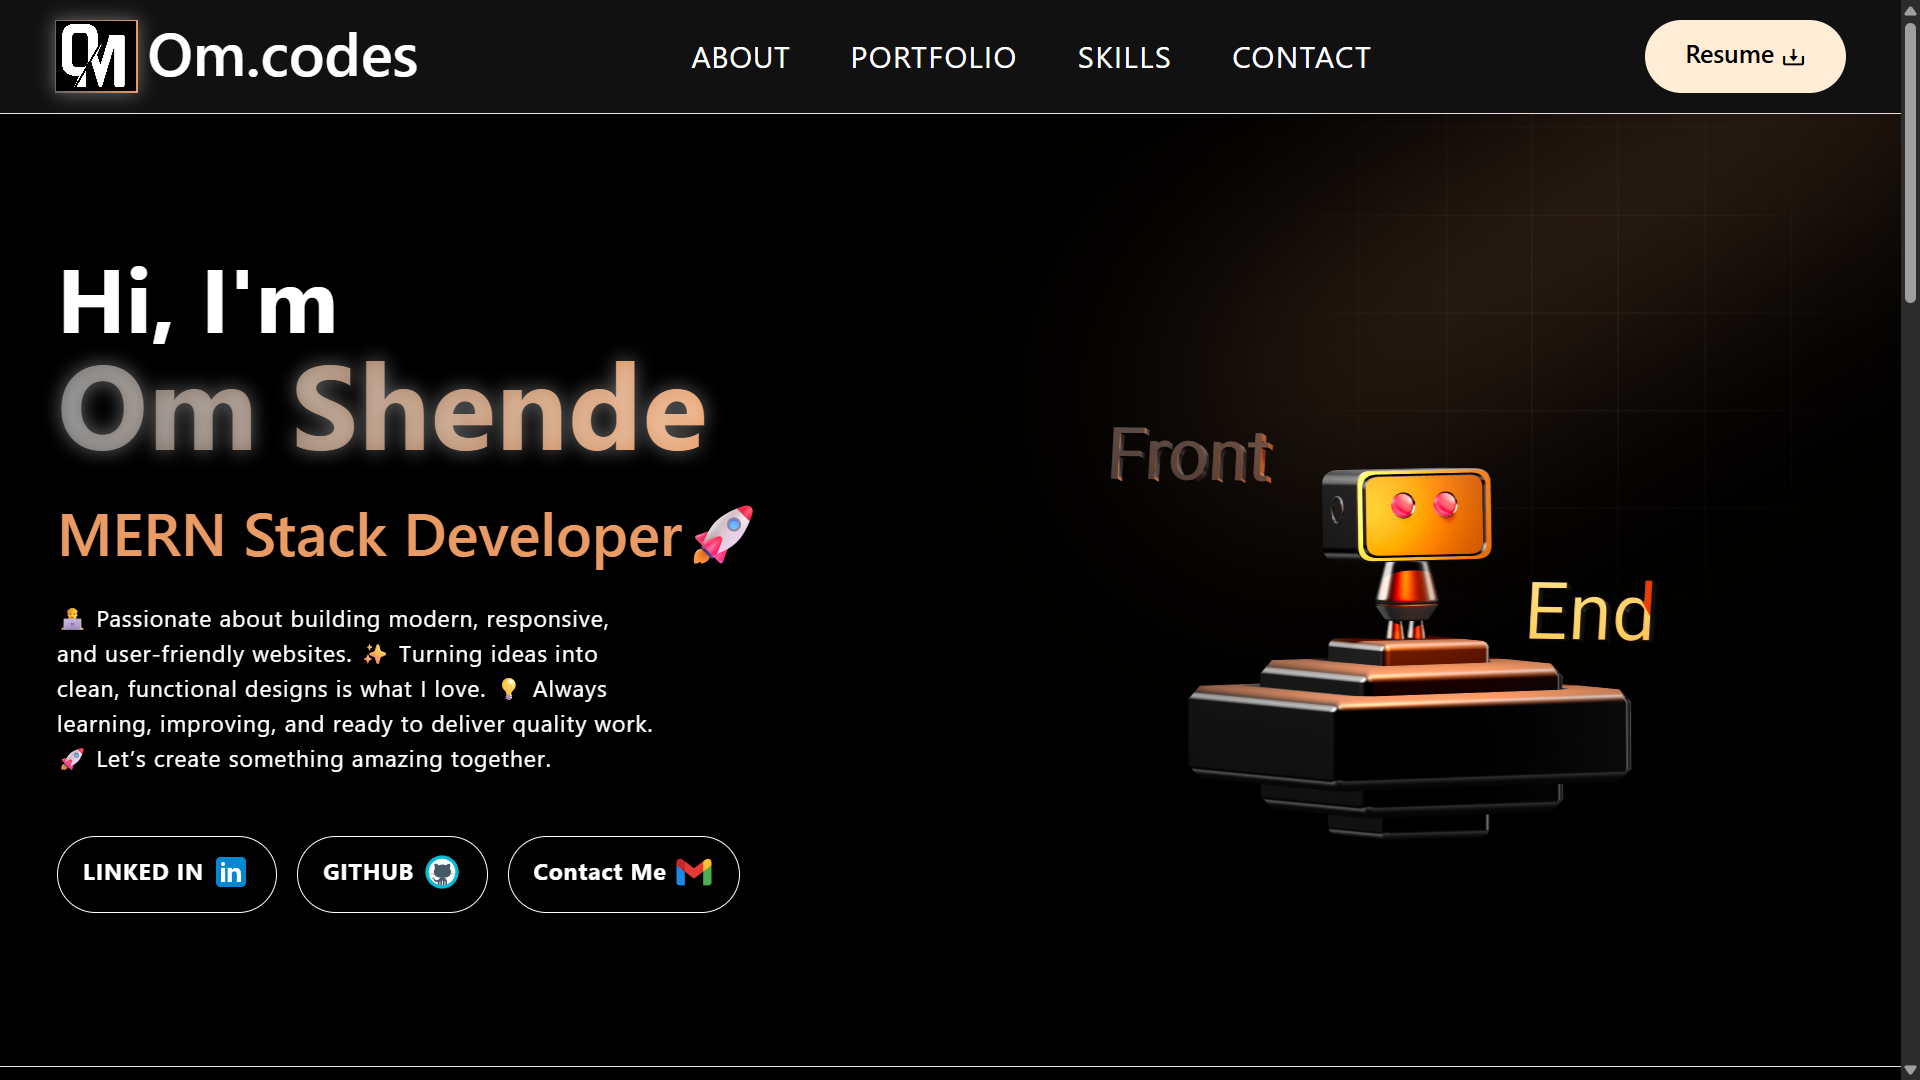 OM Om.codes
ABOUT PORTFOLIO SKILLS CONTACT
Resume
Hi, I'm
Om Shende
MERN Stack Developer🚀
🧑‍💻 Passionate about building modern, responsive,
and user-friendly websites. ✨ Turning ideas into
clean, functional designs is what I love. 💡 Always
learning, improving, and ready to deliver quality work.
🚀 Let’s create something amazing together.
LINKED IN in
GITHUB
Contact Me
Front
End